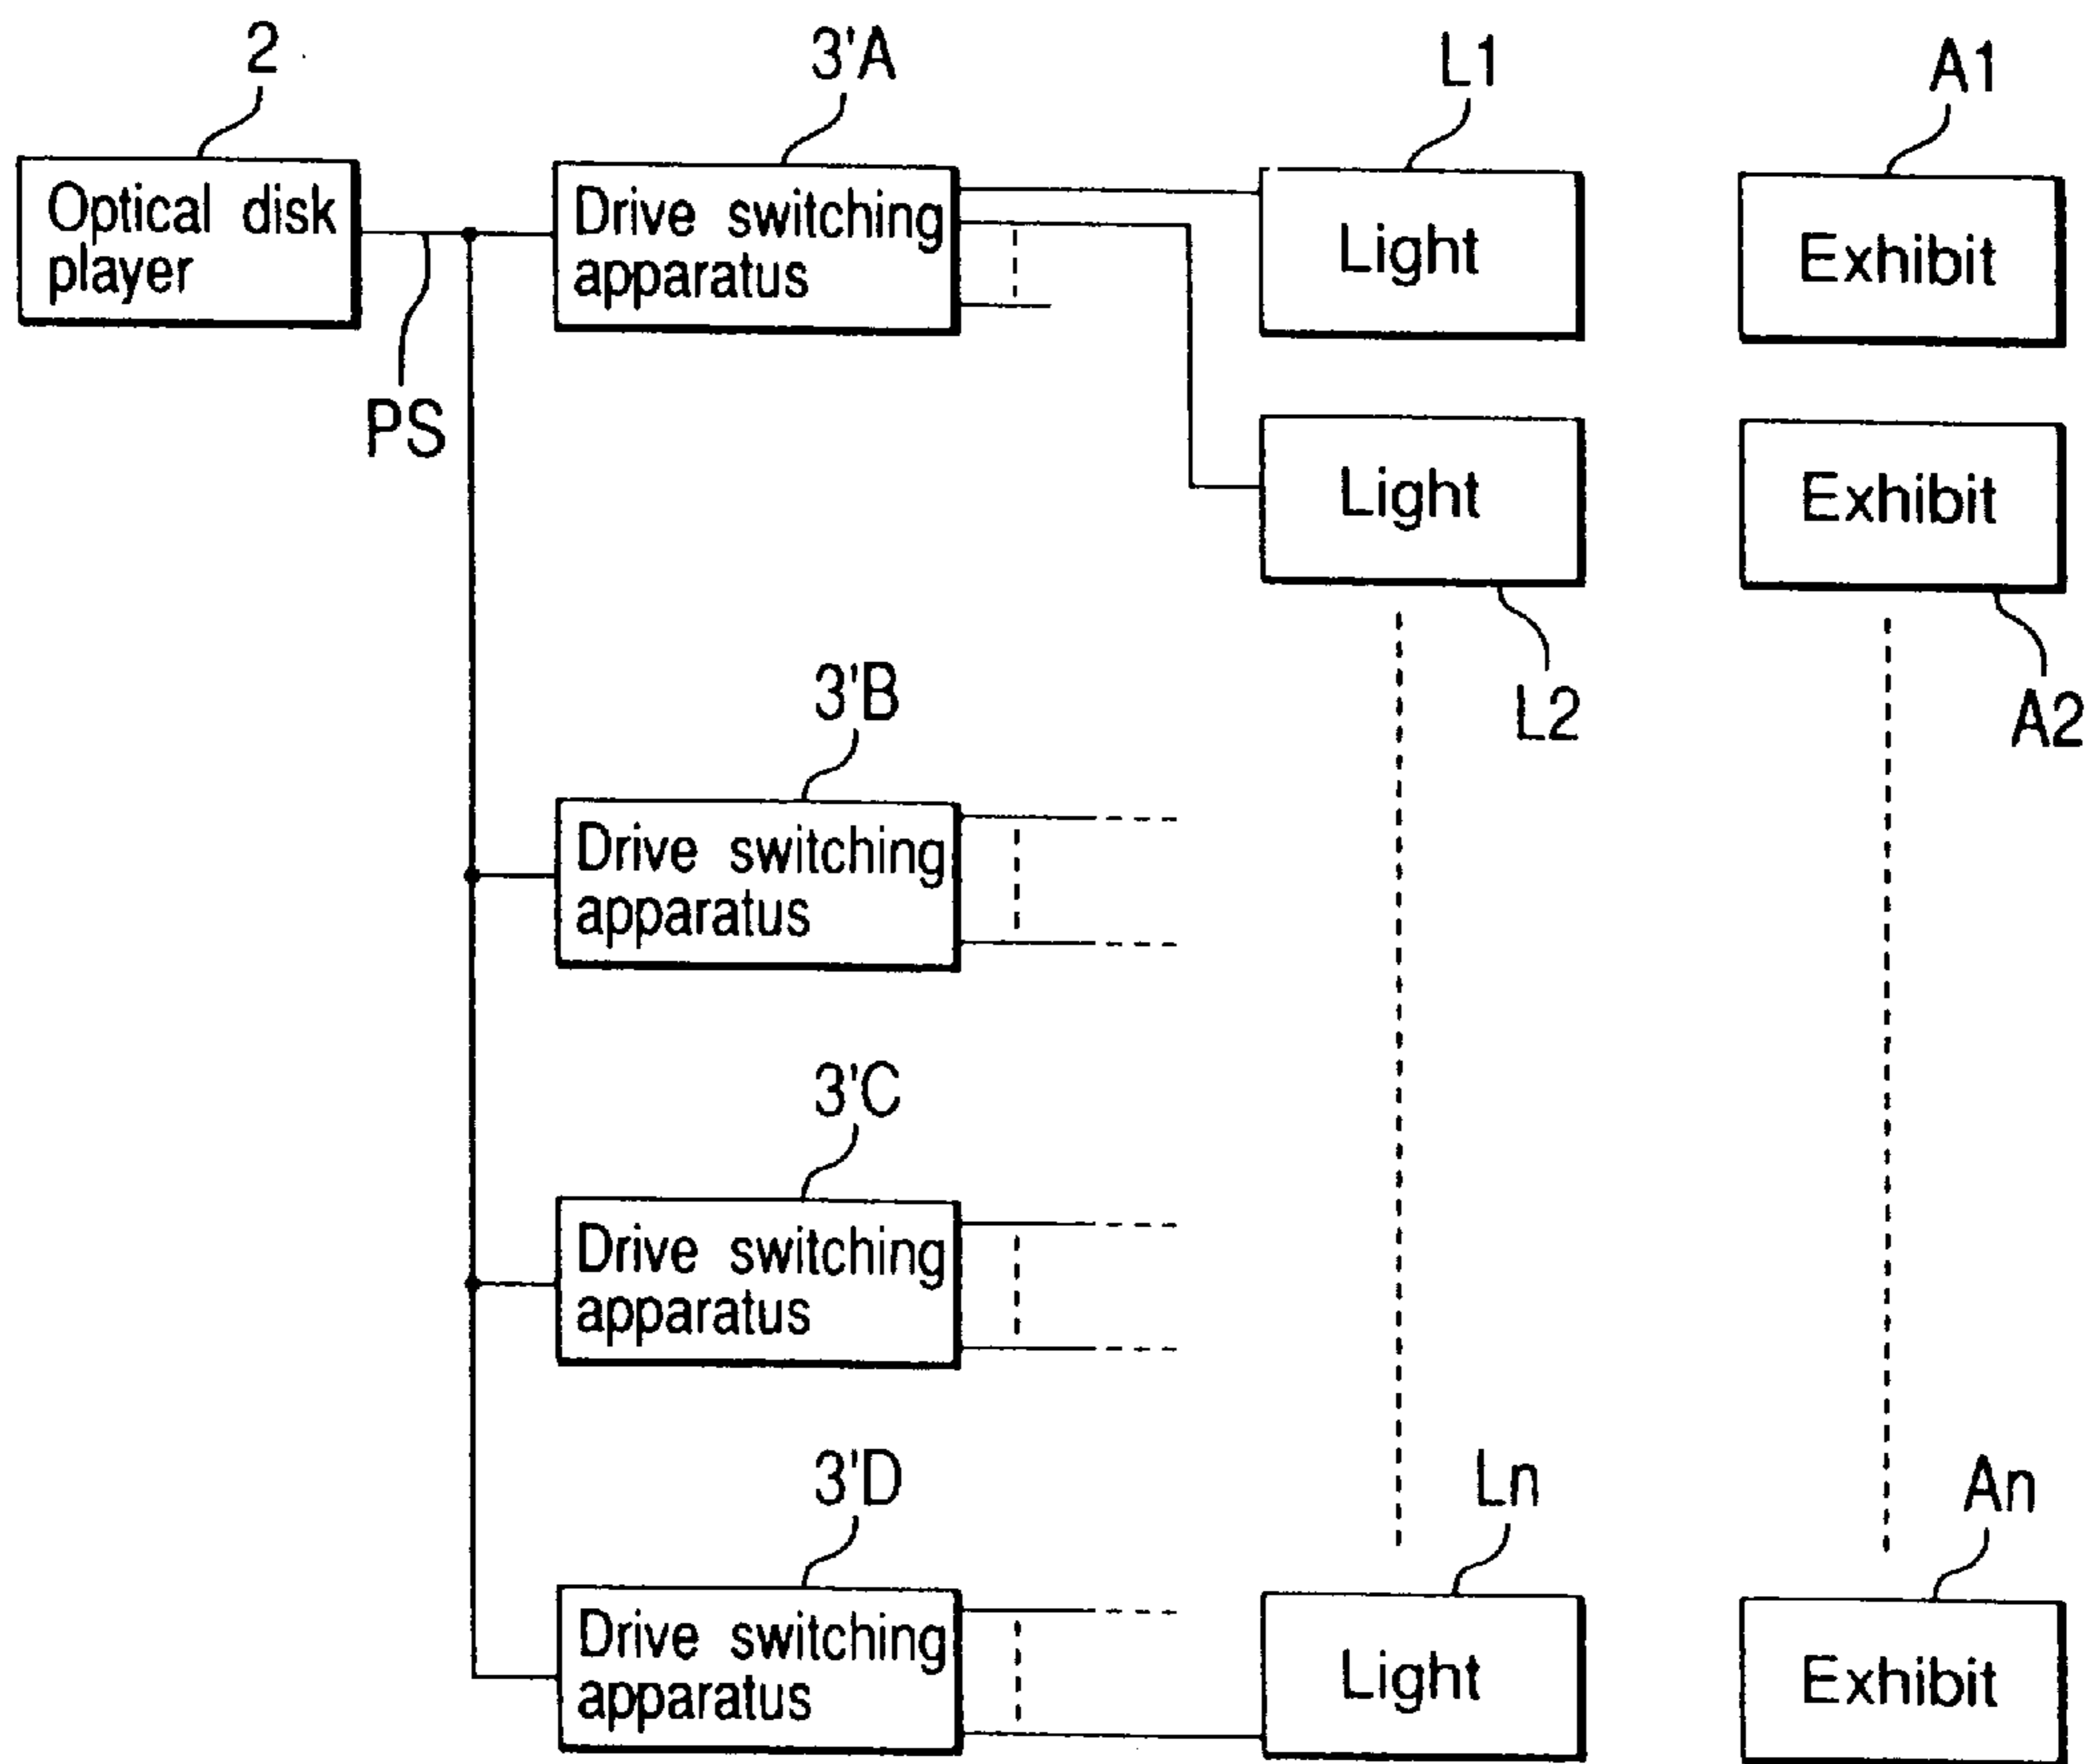 2
3'A
L1
A1
Optical disk
player
Drive switching
apparatus
Light
Exhibit
PS
Light
Exhibit
L2
A2
3'B
Drive switching
apparatus
3'C
Drive switching
apparatus
3'D
Ln
An
Drive switching
apparatus
Light
Exhibit